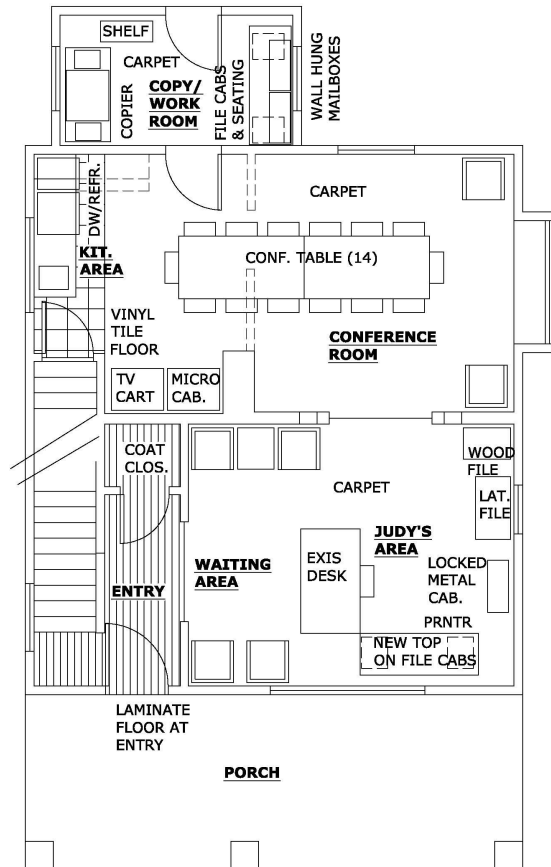 SHELF
CARPET
COPY/
WORK
ROOM
COPIER
FILE CABS
& SEATING
WALL HUNG
MAILBOXES
DW/REFR.
KIT.
AREA
CARPET
CONF. TABLE (14)
VINYL
TILE
FLOOR
CONFERENCE
ROOM
TV
CART
MICRO
CAB.
COAT
CLOS.
WOOD
FILE
LAT.
FILE
CARPET
JUDY'S
AREA
WAITING
AREA
EXIS
DESK
LOCKED
METAL
CAB.
ENTRY
PRNTR
NEW TOP
ON FILE CABS
LAMINATE
FLOOR AT
ENTRY
PORCH